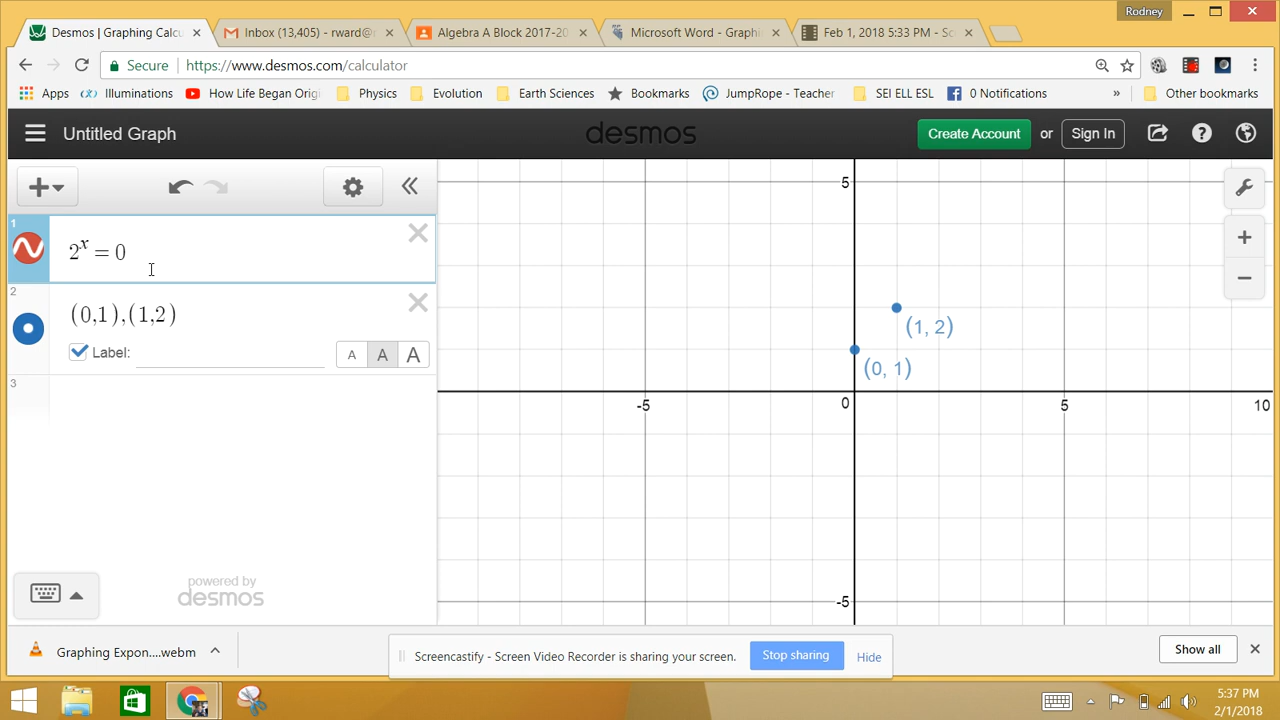 Rodney
Desmos | Graphing Calcu
Inbox (13,405) - rward@
Algebra A Block 2017-20
Microsoft Word - Graphi
Feb 1, 2018 5:33 PM - Sc
Secure
https://www.desmos.com/calculator
Apps
Illuminations
How Life Began Origi
Physics
Evolution
Earth Sciences
Bookmarks
JumpRope - Teacher
SEI ELL ESL
0 Notifications
»
Other bookmarks
Untitled Graph
desmos
Create Account
or
Sign In
1
2^x = 0
2
(0,1),(1,2)
Label:
A A A
3
5
(1, 2)
(0, 1)
-5
0
5
10
-5
powered by
desmos
Graphing Expon....webm
Screencastify - Screen Video Recorder is sharing your screen.
Stop sharing
Hide
Show all
5:37 PM
2/1/2018